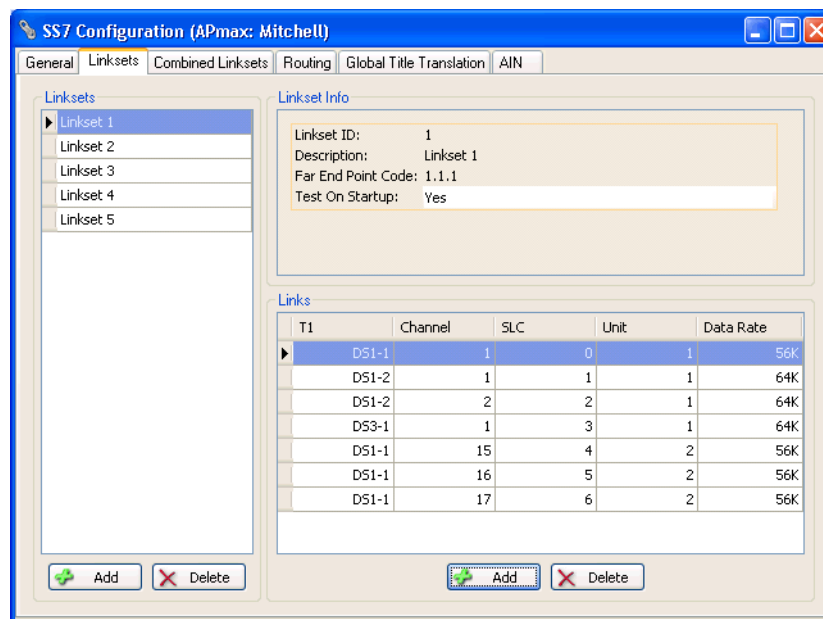 SS7 Configuration (APmax: Mitchell)
General Linksets Combined Linksets Routing Global Title Translation AIN
Linksets
Linkset 1
Linkset 2
Linkset 3
Linkset 4
Linkset 5
Add Delete
Linkset Info
Linkset ID: 1
Description: Linkset 1
Far End Point Code: 1.1.1
Test On Startup: Yes
Links
T1 Channel SLC Unit Data Rate
DS1-1 1 0 1 56K
DS1-2 1 1 1 64K
DS1-2 2 2 1 64K
DS3-1 1 3 1 64K
DS1-1 15 4 2 56K
DS1-1 16 5 2 56K
DS1-1 17 6 2 56K
Add Delete